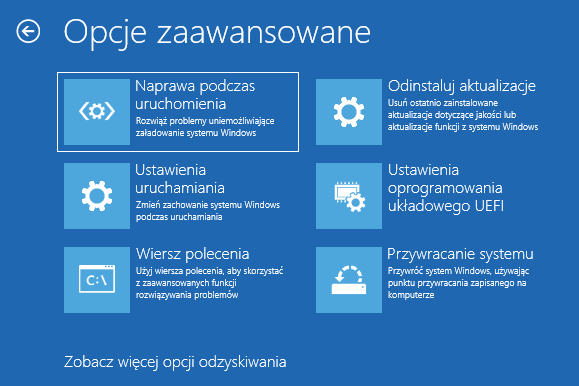 Opcje zaawansowane
Naprawa podczas
uruchomienia
Rozwiąż problemy uniemożliwiające
załadowanie systemu Windows
Odinstaluj aktualizacje
Usuń ostatnio zainstalowane
aktualizacje dotyczące jakości lub
aktualizacje funkcji z systemu Windows
Ustawienia
uruchamiania
Zmień zachowanie systemu Windows
podczas uruchamiania
Ustawienia
oprogramowania
układowego UEFI
C:\
Wiersz polecenia
Użyj wiersza polecenia, aby skorzystać
z zaawansowanych funkcji
rozwiązywania problemów
Przywracanie systemu
Przywróć system Windows, używając
punktu przywracania zapisanego na
komputerze
Zobacz więcej opcji odzyskiwania